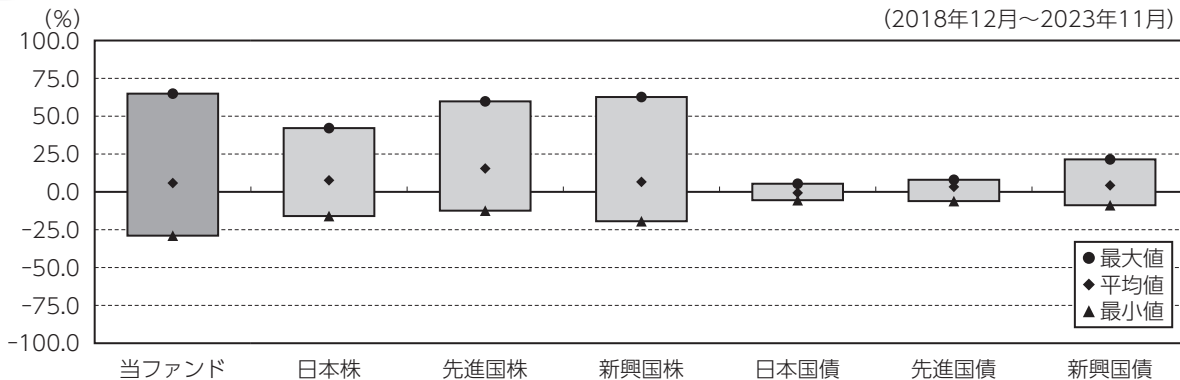 (%)
(2018年12月～2023年11月)
100.0
75.0
50.0
25.0
0.0
-25.0
-50.0
-75.0
-100.0
最大値
平均値
最小値
当ファンド 日本株 先進国株 新興国株 日本国債 先進国債 新興国債